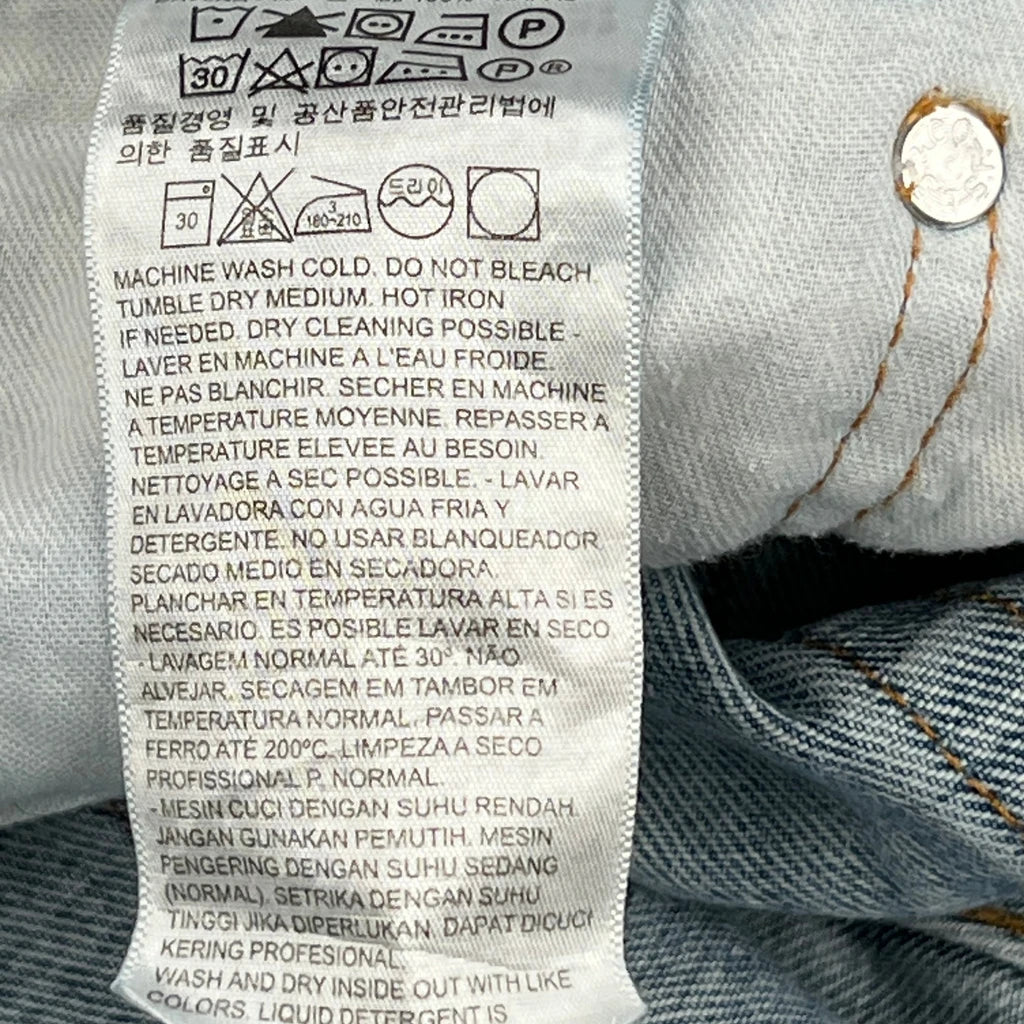 P
30 P ®
품질경영 및 공산품안전관리법에
의한 품질표시
30 염소표백 3 180~210 드라이
MACHINE WASH COLD. DO NOT BLEACH.
TUMBLE DRY MEDIUM. HOT IRON
IF NEEDED. DRY CLEANING POSSIBLE -
LAVER EN MACHINE A L'EAU FROIDE.
NE PAS BLANCHIR. SECHER EN MACHINE
A TEMPERATURE MOYENNE. REPASSER A
TEMPERATURE ELEVEE AU BESOIN.
NETTOYAGE A SEC POSSIBLE. - LAVAR
EN LAVADORA CON AGUA FRIA Y
DETERGENTE. NO USAR BLANQUEADOR.
SECADO MEDIO EN SECADORA.
PLANCHAR EN TEMPERATURA ALTA SI ES
NECESARIO. ES POSIBLE LAVAR EN SECO
- LAVAGEM NORMAL ATÉ 30°. NÃO
ALVEJAR. SECAGEM EM TAMBOR EM
TEMPERATURA NORMAL. PASSAR A
FERRO ATÉ 200ºC. LIMPEZA A SECO
PROFISSIONAL P. NORMAL.
- MESIN CUCI DENGAN SUHU RENDAH.
JANGAN GUNAKAN PEMUTIH. MESIN
PENGERING DENGAN SUHU SEDANG
(NORMAL). SETRIKA DENGAN SUHU
TINGGI JIKA DIPERLUKAN. DAPAT DICUCI
KERING PROFESIONAL.
WASH AND DRY INSIDE OUT WITH LIKE
COLORS. LIQUID DETERGENT IS